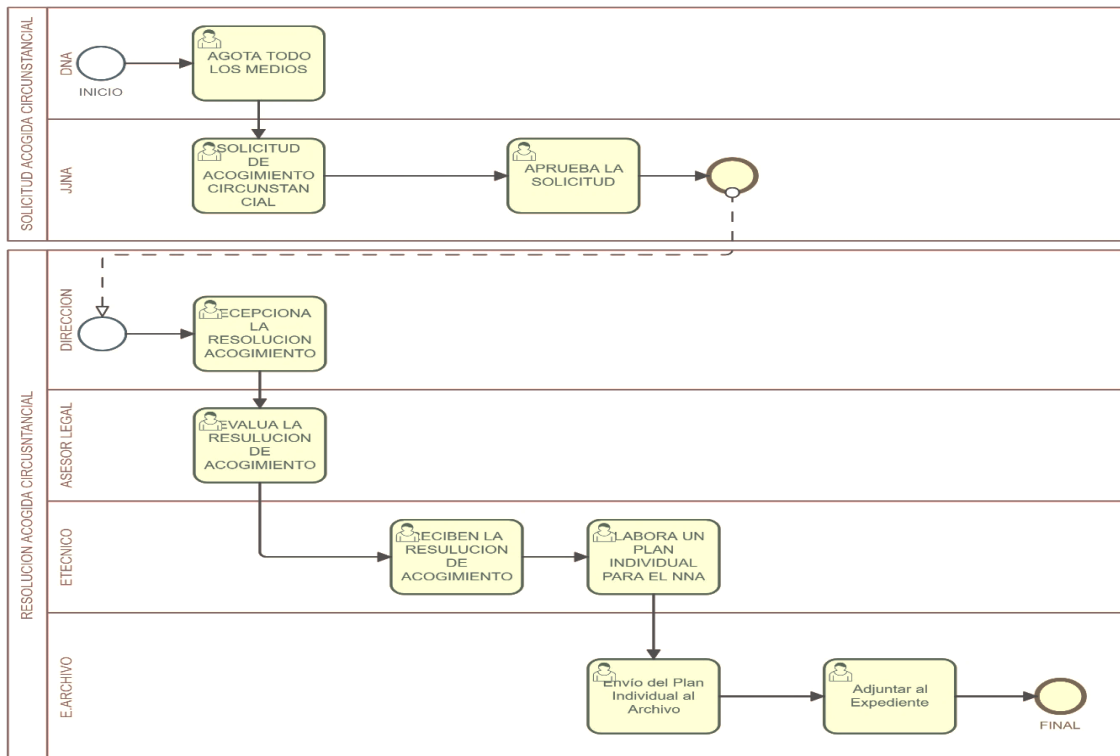 SOLICITUD ACOGIDA CIRCUNSTANCIAL
DNA
INICIO
AGOTA TODO
LOS MEDIOS
JJNA
SOLICITUD
DE
ACOGIMIENTO
CIRCUNSTAN
CIAL
APRUEBA LA
SOLICITUD
RESOLUCION ACOGIDA CIRCUSNTANCIAL
DIRECCION
ECEPCIONA
LA
RESOLUCION
ACOGIMIENTO
ASESOR LEGAL
EVALUA LA
RESULUCION
DE
ACOGIMIENTO
ETECNICO
ECIBEN LA
RESULUCION
DE
ACOGIMIENTO
LABORA UN
PLAN
INDIVIDUAL
PARA EL NNA
E.ARCHIVO
Envío del Plan
Individual al
Archivo
Adjuntar al
Expediente
FINAL